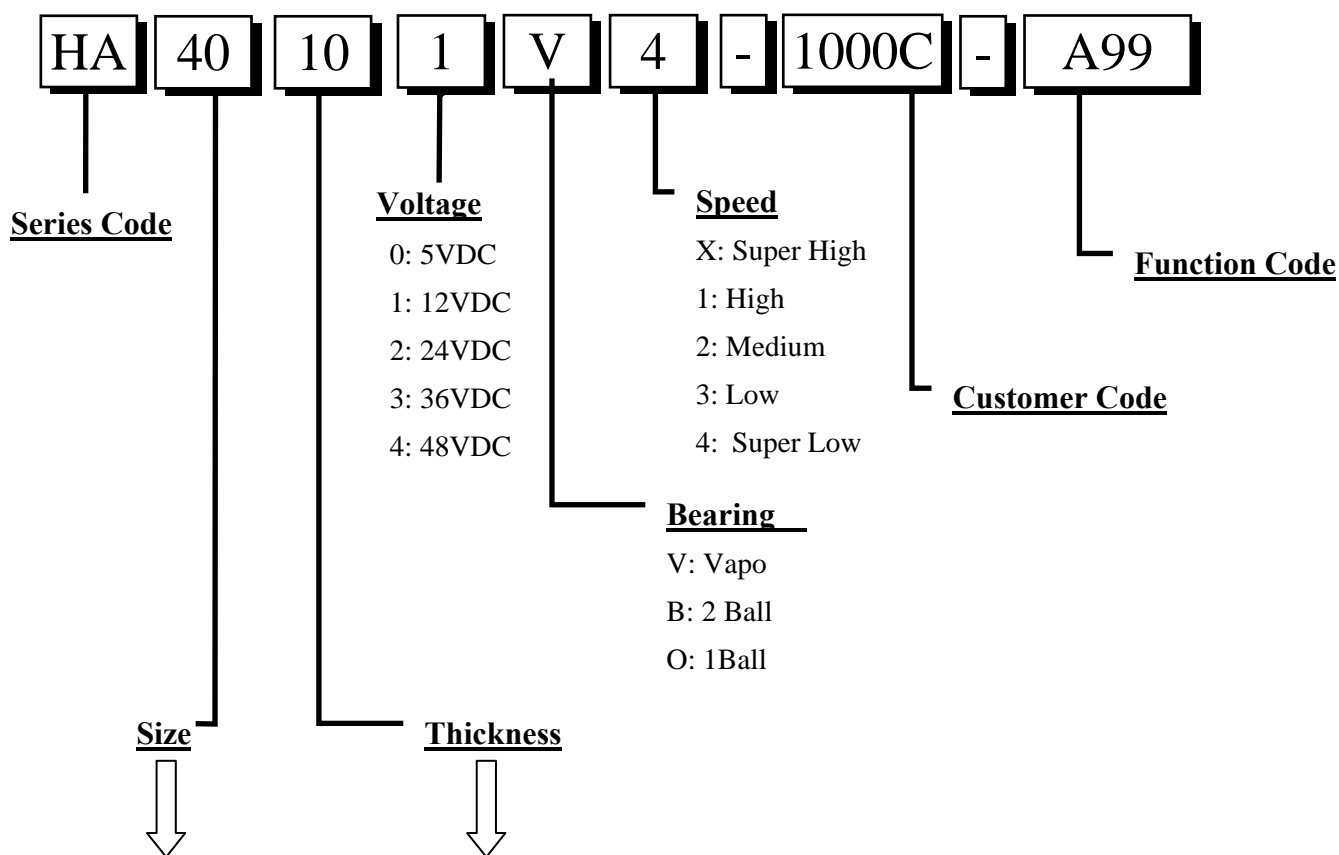 HA 40 10 1 V 4 - 1000C - A99
Series Code
Voltage
0: 5VDC
1: 12VDC
2: 24VDC
3: 36VDC
4: 48VDC
Speed
X: Super High
1: High
2: Medium
3: Low
4: Super Low
Function Code
Customer Code
Bearing
V: Vapo
B: 2 Ball
O: 1Ball
Size
Thickness